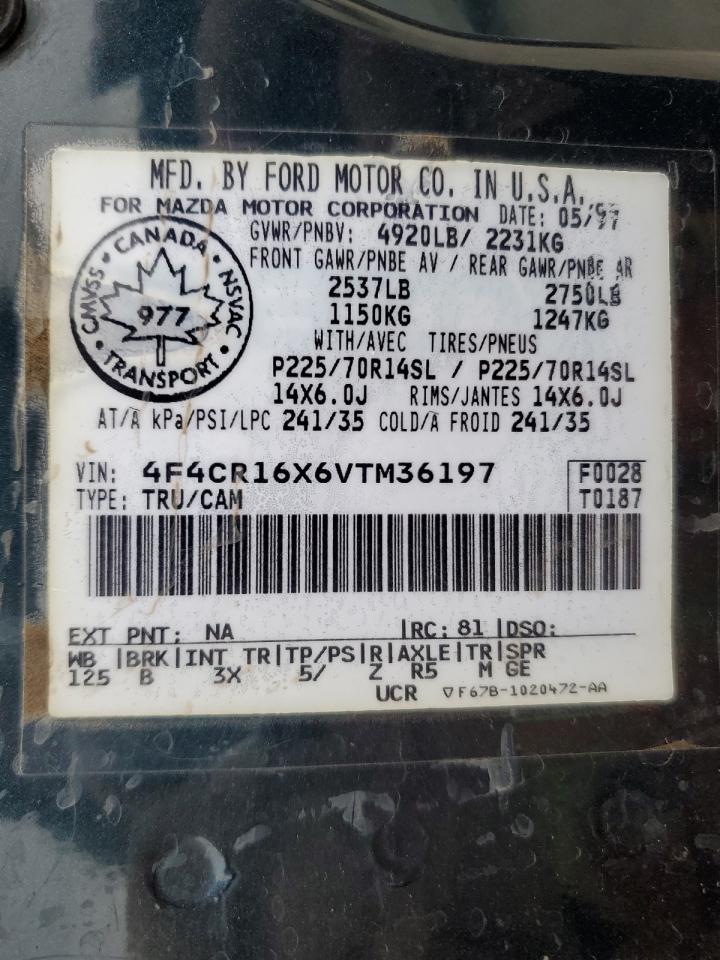 MFD. BY FORD MOTOR CO. IN U.S.A.
FOR MAZDA MOTOR CORPORATION DATE: 05/97
GVWR/PNBV: 4920LB/ 2231KG
FRONT GAWR/PNBE AV / REAR GAWR/PNBE AR
2537LB 2750LB
1150KG 1247KG
WITH/AVEC TIRES/PNEUS
P225/70R14SL / P225/70R14SL
14X6.0J RIMS/JANTES 14X6.0J
AT/A kPa/PSI/LPC 241/35 COLD/A FROID 241/35
CANADA
CMVSS • NSVAC
977
TRANSPORT
VIN: 4F4CR16X6VTM36197 F0028
TYPE: TRU/CAM T0187
EXT PNT: NA |RC: 81 |DSO:
WB |BRK|INT TR|TP/PS|R|AXLE|TR|SPR
125 B 3X 5/ Z R5 M GE
UCR ▽F67B-1020472-AA